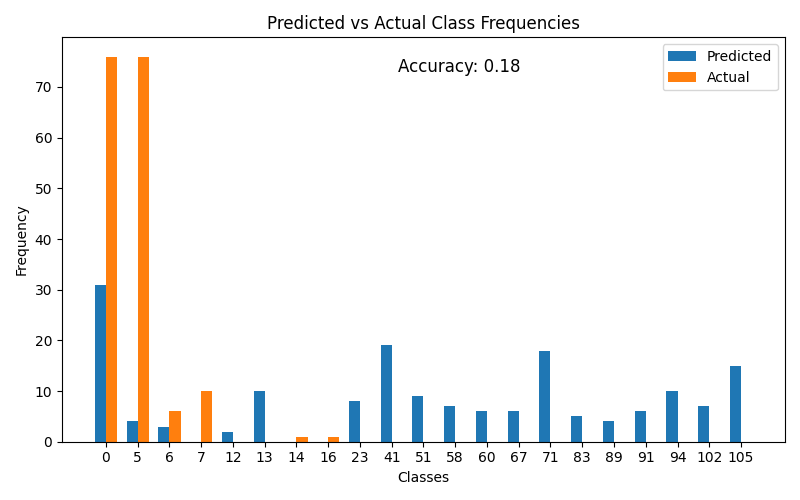 Predicted vs Actual Class Frequencies
Accuracy: 0.18
Predicted
Actual
Frequency
70
60
50
40
30
20
10
0
0 5 6 7 12 13 14 16 23 41 51 58 60 67 71 83 89 91 94 102 105
Classes